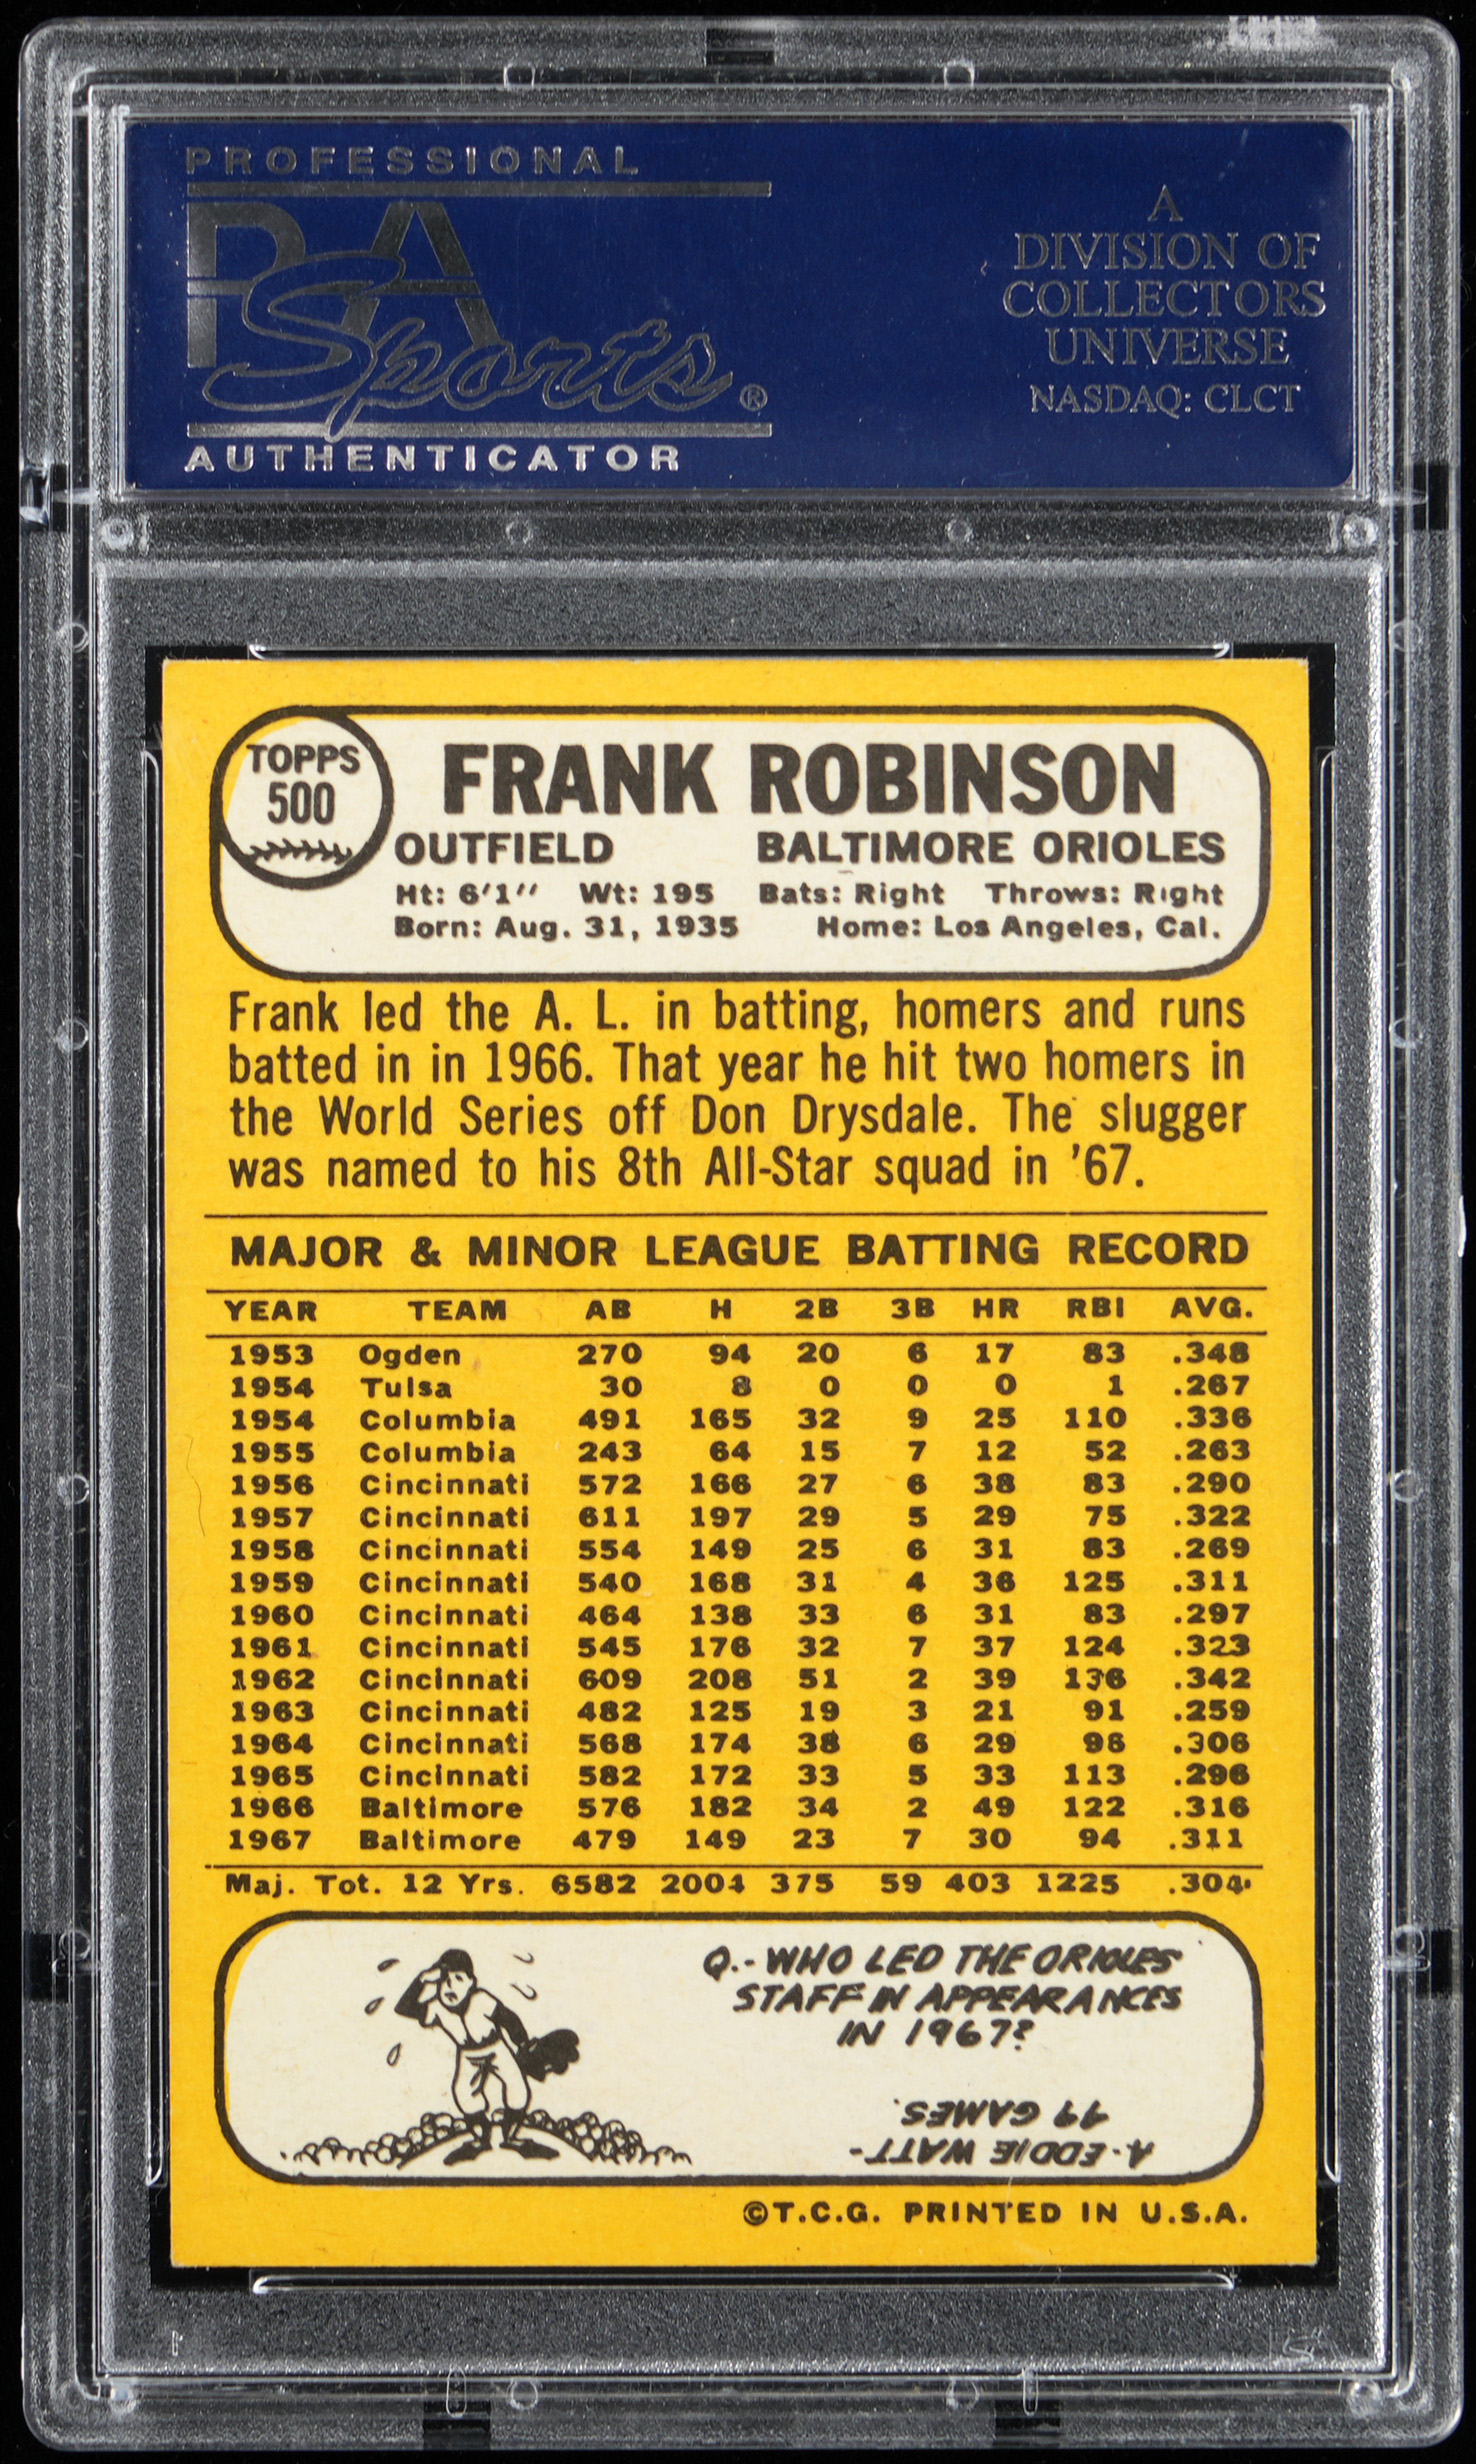 PROFESSIONAL
PSA
Sports®
AUTHENTICATOR
A
DIVISION OF
COLLECTORS
UNIVERSE
NASDAQ: CLCT
TOPPS
500
FRANK ROBINSON
OUTFIELD BALTIMORE ORIOLES
Ht: 6'1" Wt: 195 Bats: Right Throws: Right
Born: Aug. 31, 1935 Home: Los Angeles, Cal.
Frank led the A. L. in batting, homers and runs
batted in in 1966. That year he hit two homers in
the World Series off Don Drysdale. The slugger
was named to his 8th All-Star squad in '67.
MAJOR & MINOR LEAGUE BATTING RECORD
YEAR TEAM AB H 2B 3B HR RBI AVG.
1953 Ogden 270 94 20 6 17 83 .348
1954 Tulsa 30 8 0 0 0 1 .267
1954 Columbia 491 165 32 9 25 110 .336
1955 Columbia 243 64 15 7 12 52 .263
1956 Cincinnati 572 166 27 6 38 83 .290
1957 Cincinnati 611 197 29 5 29 75 .322
1958 Cincinnati 554 149 25 6 31 83 .269
1959 Cincinnati 540 168 31 4 36 125 .311
1960 Cincinnati 464 138 33 6 31 83 .297
1961 Cincinnati 545 176 32 7 37 124 .323
1962 Cincinnati 609 208 51 2 39 136 .342
1963 Cincinnati 482 125 19 3 21 91 .259
1964 Cincinnati 568 174 38 6 29 96 .306
1965 Cincinnati 582 172 33 5 33 113 .296
1966 Baltimore 576 182 34 2 49 122 .316
1967 Baltimore 479 149 23 7 30 94 .311
Maj. Tot. 12 Yrs. 6582 2004 375 59 403 1225 .304
Q.- WHO LED THE ORIOLES
STAFF IN APPEARANCES
IN 1967?
A-EDDIE WATT-
49 GAMES.
©T.C.G. PRINTED IN U.S.A.